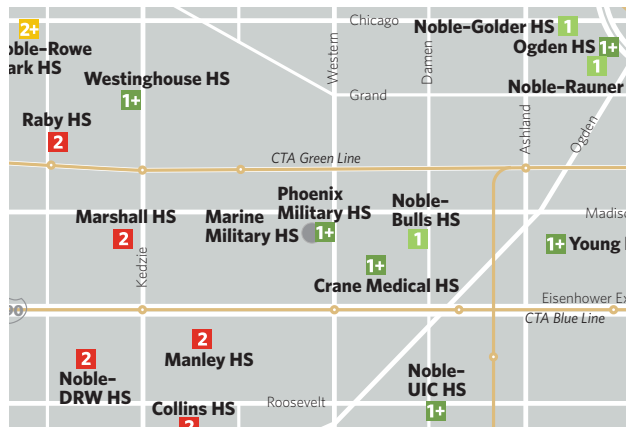 Chicago
Noble–Golder HS
1
2+
oble–Rowe
ark HS
Ogden HS
1+
1
Noble–Rauner
Westinghouse HS
1+
Western
Damen
Grand
Raby HS
2
Ashland
Ogden
CTA Green Line
Phoenix
Military HS
1+
Noble–
Bulls HS
1
Marshall HS
2
Marine
Military HS
Madis
1+ Young
Kedzie
1+
Crane Medical HS
Eisenhower Ex
90
CTA Blue Line
2
Manley HS
2
Noble–
DRW HS
Noble–
UIC HS
1+
Collins HS
2
Roosevelt